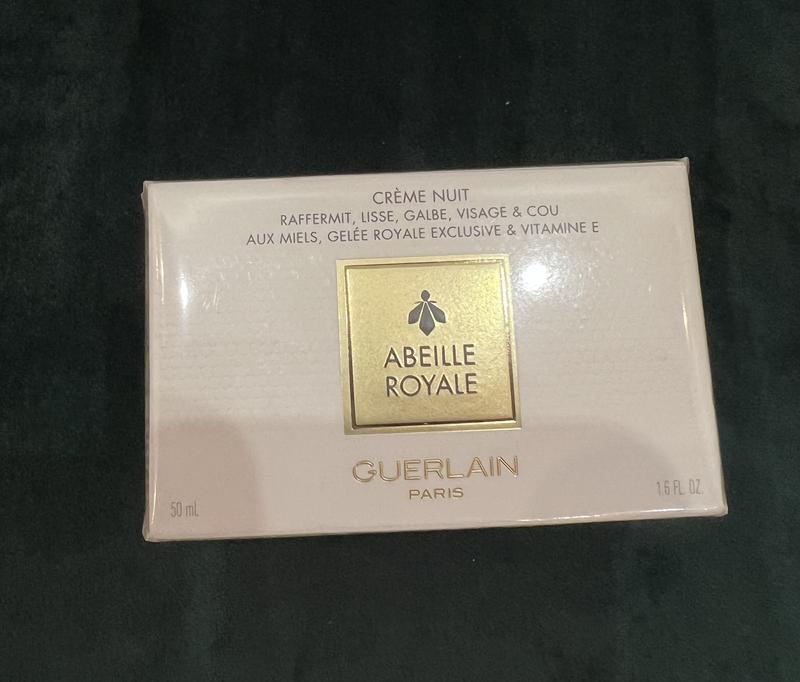 CRÈME NUIT
RAFFERMIT, LISSE, GALBE, VISAGE & COU
AUX MIELS, GELÉE ROYALE EXCLUSIVE & VITAMINE E
ABEILLE
ROYALE
GUERLAIN
PARIS
50 mL
1.6 FL. OZ.